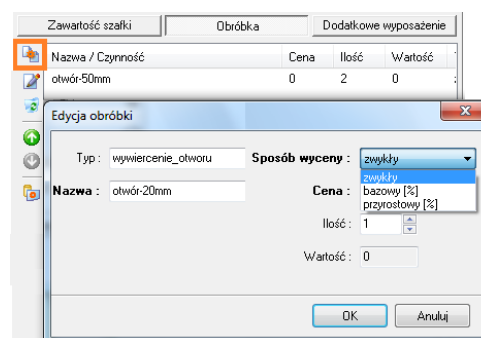 Zawartość szafki Obróbka Dodatkowe wyposażenie
Nazwa / Czynność Cena Ilość Wartość
otwór-50mm 0 2 0
Edycja obróbki
Typ : wywiercenie_otworu Sposób wyceny : zwykły
zwykły
Nazwa : otwór-20mm Cena : bazowy [%]
przyrostowy [%]
Ilość : 1
Wartość : 0
OK Anuluj